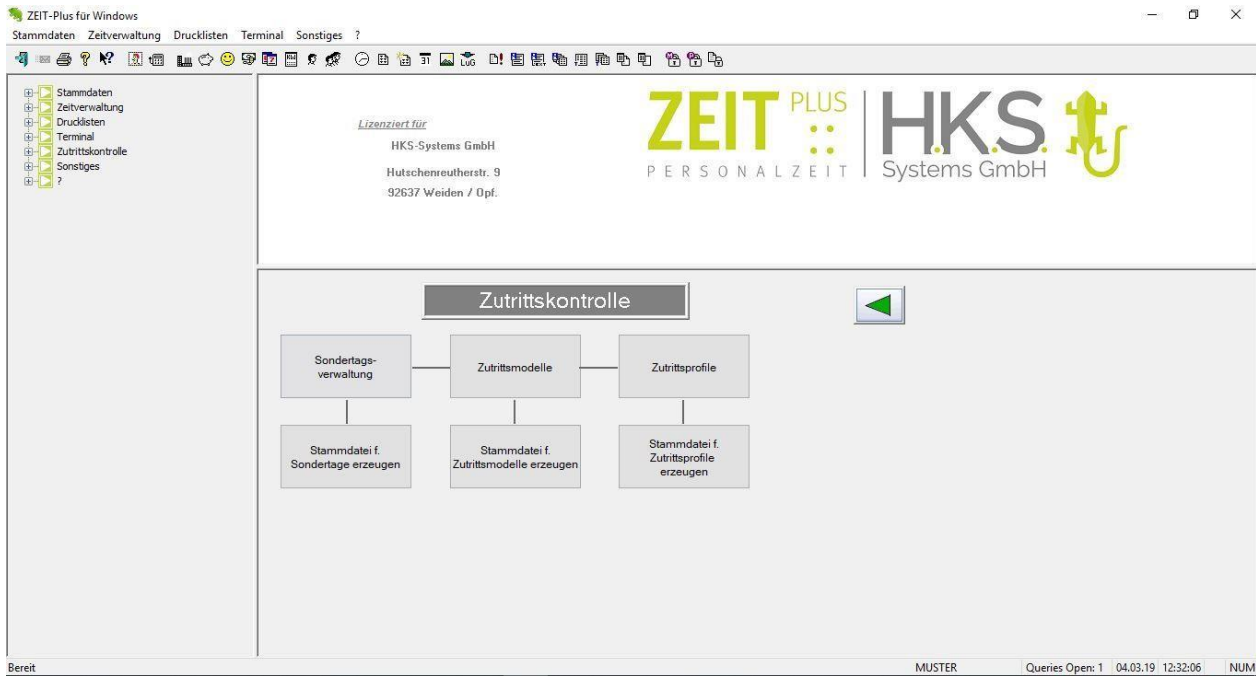 ZEIT-Plus für Windows
Stammdaten Zeitverwaltung Drucklisten Terminal Sonstiges ?
Stammdaten
Zeitverwaltung
Drucklisten
Terminal
Zutrittskontrolle
Sonstiges
?
Lizenziert für
HKS-Systems GmbH
Hutschenreutherstr. 9
92637 Weiden / Opf.
ZEIT PLUS
PERSONALZEIT
H.K.S.
Systems GmbH
Zutrittskontrolle
Sondertags-
verwaltung
Zutrittsmodelle
Zutrittsprofile
Stammdatei f.
Sondertage erzeugen
Stammdatei f.
Zutrittsmodelle erzeugen
Stammdatei f.
Zutrittsprofile
erzeugen
Bereit
MUSTER
Queries Open: 1
04.03.19
12:32:06
NUM